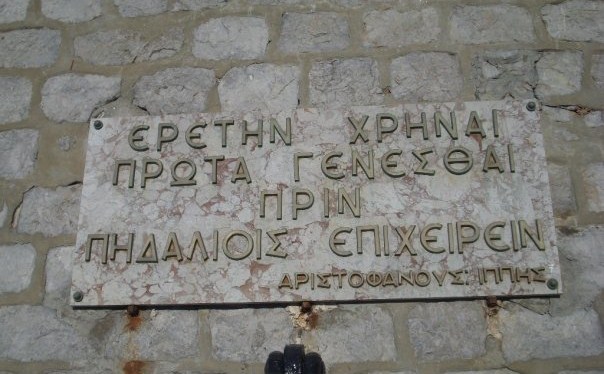 ΕΡΕΤΗΝ ΧΡΗΝΑΙ
ΠΡΩΤΑ ΓΕΝΕΣΘΑΙ
ΠΡΙΝ
ΠΗΔΑΛΙΟΙΣ ΕΠΙΧΕΙΡΕΙΝ
ΑΡΙΣΤΟΦΑΝΟΥΣ: ΙΠΠΗΣ